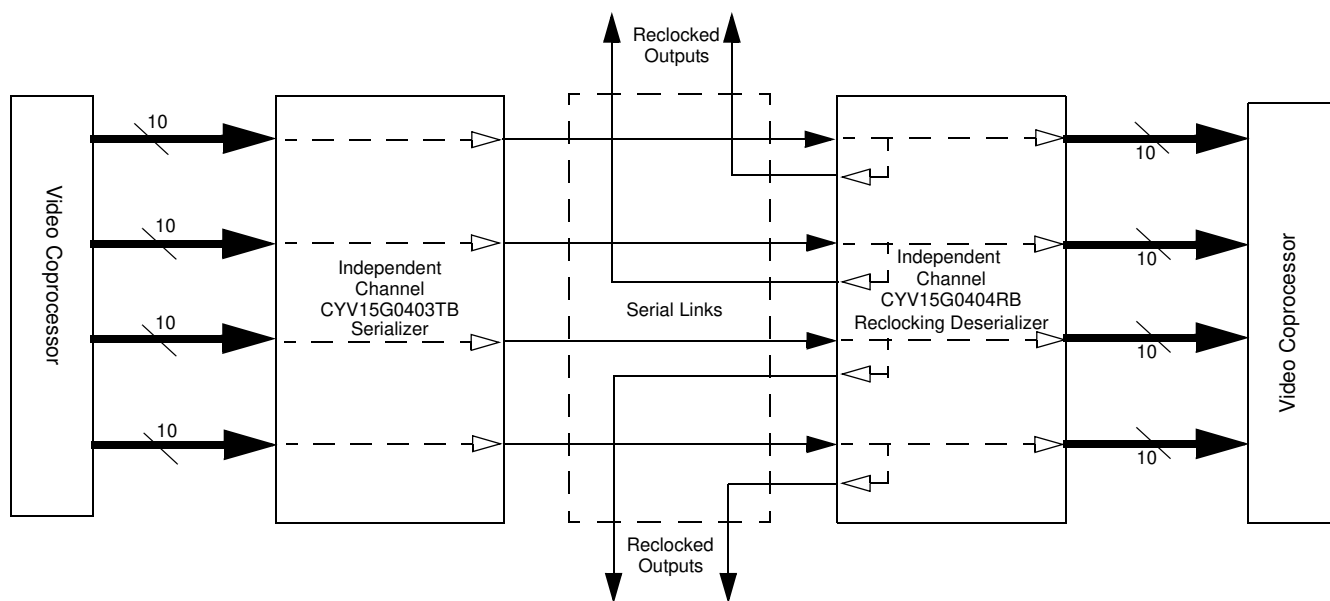 Reclocked
Outputs
10
10
10
10
Video Coprocessor
Independent
Channel
CYV15G0403TB
Serializer
Serial Links
Independent
Channel
CYV15G0404RB
Reclocking Deserializer
10
10
10
10
Video Coprocessor
Reclocked
Outputs